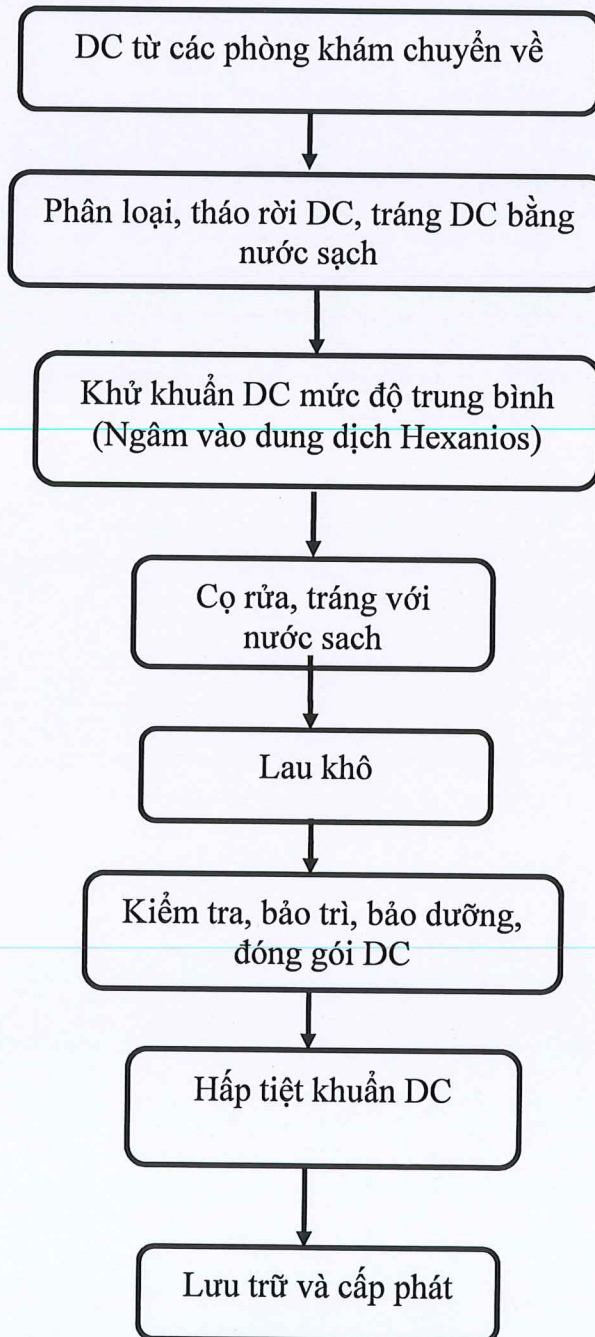 DC từ các phòng khám chuyển về
Phân loại, tháo rời DC, tráng DC bằng
nước sạch
Khử khuẩn DC mức độ trung bình
(Ngâm vào dung dịch Hexanios)
Cọ rửa, tráng với
nước sach
Lau khô
Kiểm tra, bảo trì, bảo dưỡng,
đóng gói DC
Hấp tiệt khuẩn DC
Lưu trữ và cấp phát